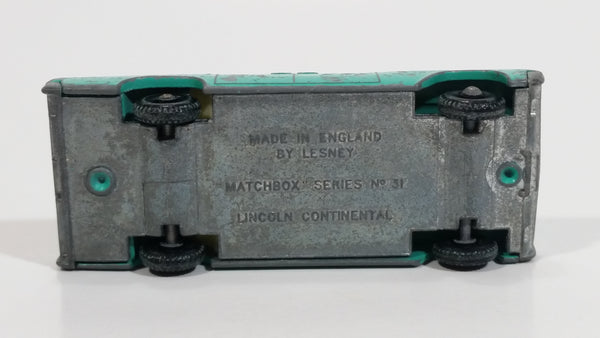 MADE IN ENGLAND
BY LESNEY
"MATCHBOX" SERIES Nº 31
LINCOLN CONTINENTAL